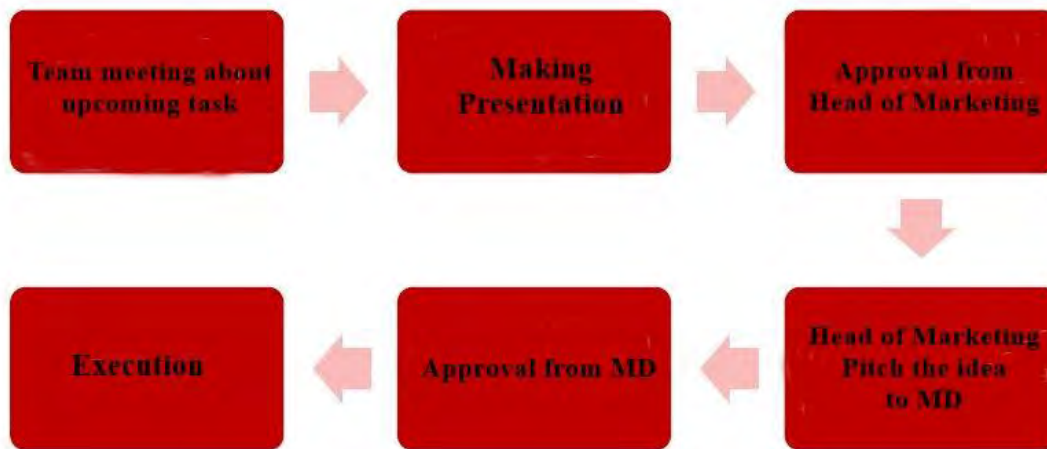 Team meeting about
upcoming task
Making
Presentation
Approval from
Head of Marketing
Head of Marketing
Pitch the idea
to MD
Approval from MD
Execution